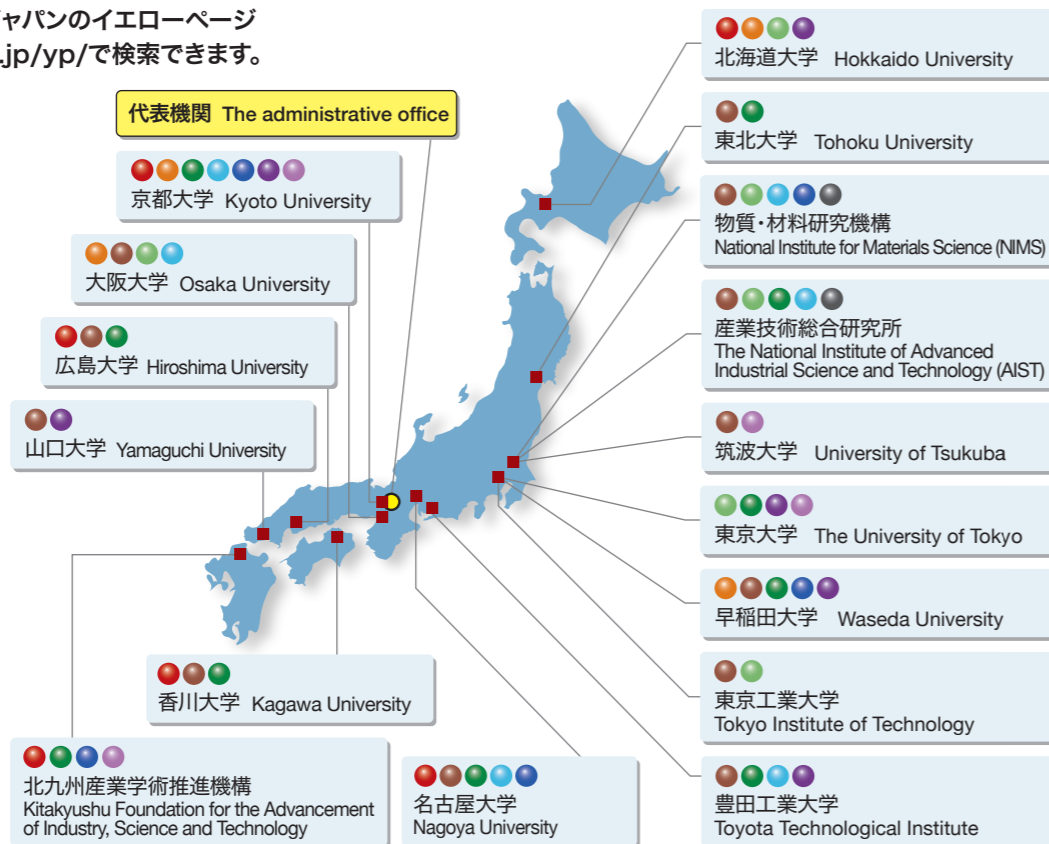 ャパンのイエローページ
.jp/yp/で検索できます。
代表機関 The administrative office
京都大学 Kyoto University
大阪大学 Osaka University
広島大学 Hiroshima University
山口大学 Yamaguchi University
香川大学 Kagawa University
北九州産業学術推進機構
Kitakyushu Foundation for the Advancement
of Industry, Science and Technology
名古屋大学
Nagoya University
北海道大学 Hokkaido University
東北大学 Tohoku University
物質・材料研究機構
National Institute for Materials Science (NIMS)
産業技術総合研究所
The National Institute of Advanced
Industrial Science and Technology (AIST)
筑波大学 University of Tsukuba
東京大学 The University of Tokyo
早稲田大学 Waseda University
東京工業大学
Tokyo Institute of Technology
豊田工業大学
Toyota Technological Institute